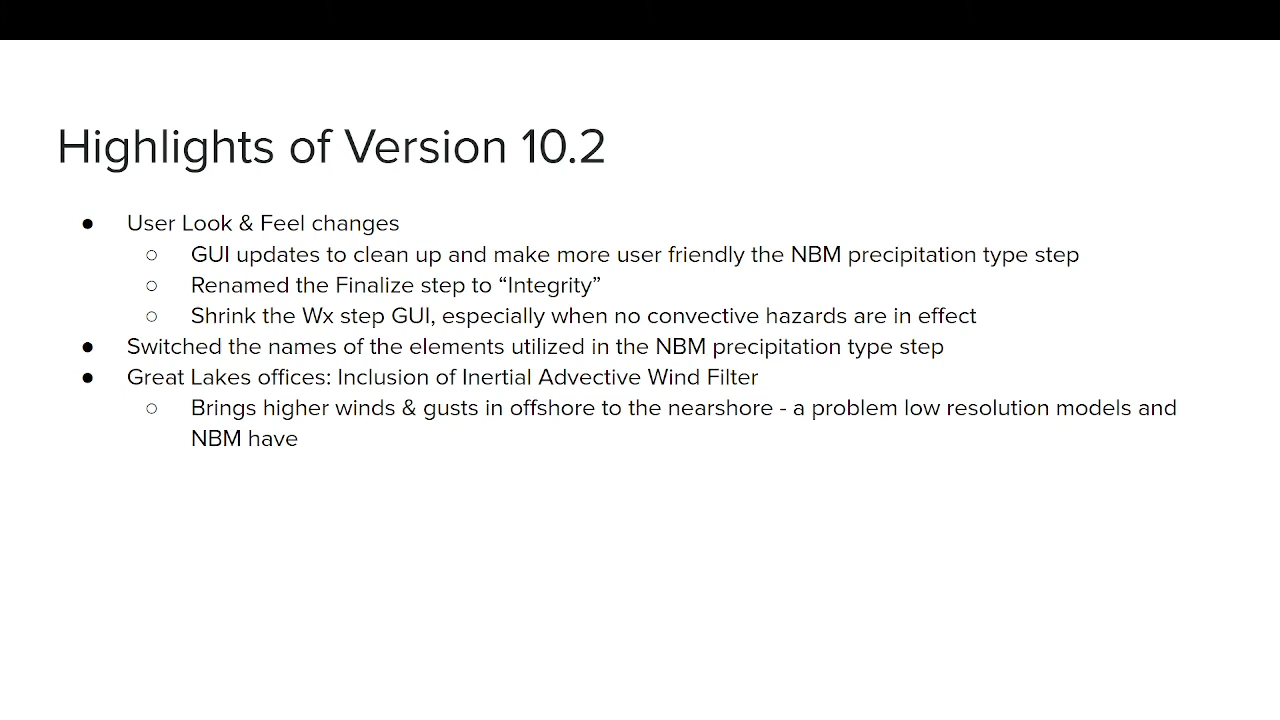 Highlights of Version 10.2
● User Look & Feel changes
○ GUI updates to clean up and make more user friendly the NBM precipitation type step
○ Renamed the Finalize step to “Integrity”
○ Shrink the Wx step GUI, especially when no convective hazards are in effect
● Switched the names of the elements utilized in the NBM precipitation type step
● Great Lakes offices: Inclusion of Inertial Advective Wind Filter
○ Brings higher winds & gusts in offshore to the nearshore - a problem low resolution models and
NBM have